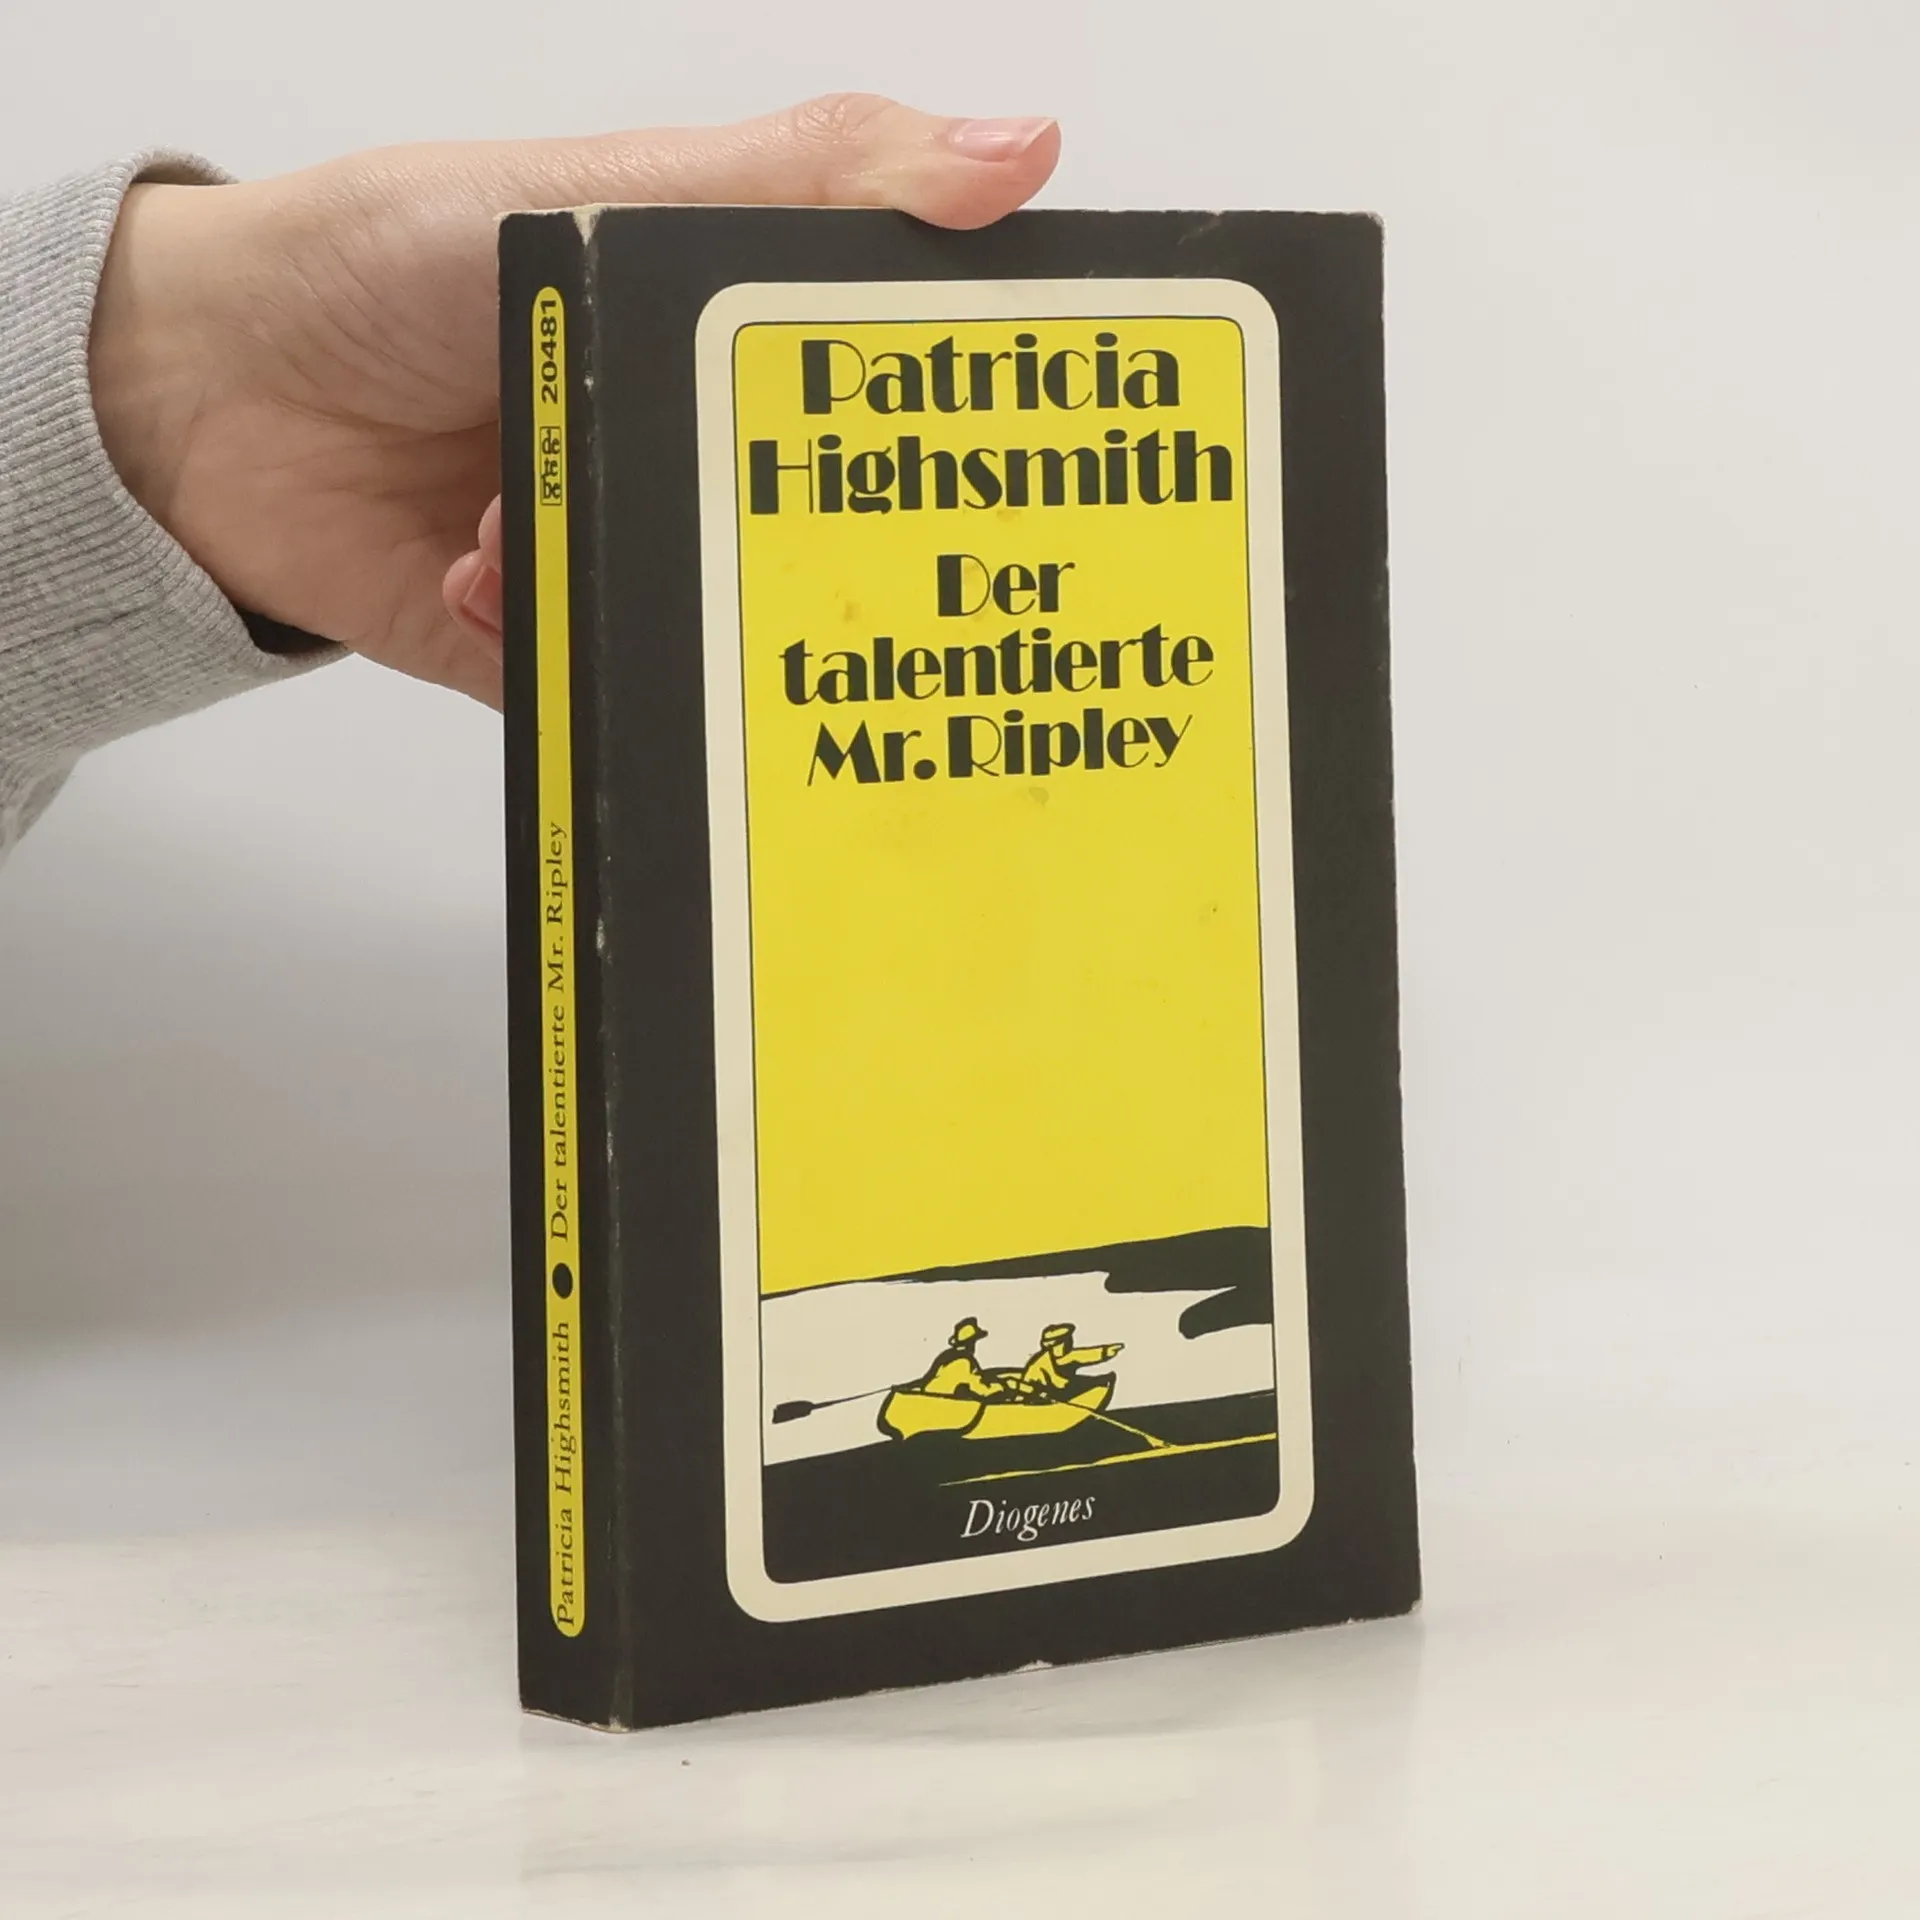 Patricia
Highsmith
Der
talentierte
Mr. Ripley
Diogenes
Patricia Highsmith ● Der talentierte Mr. Ripley
20481